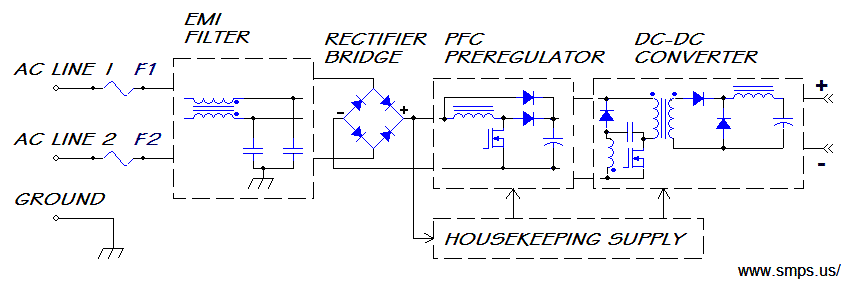 EMI
FILTER
RECTIFIER
BRIDGE
PFC
PREREGULATOR
DC-DC
CONVERTER
AC LINE 1 F1
+
- +
AC LINE 2 F2
-
GROUND
HOUSEKEEPING SUPPLY
www.smps.us/